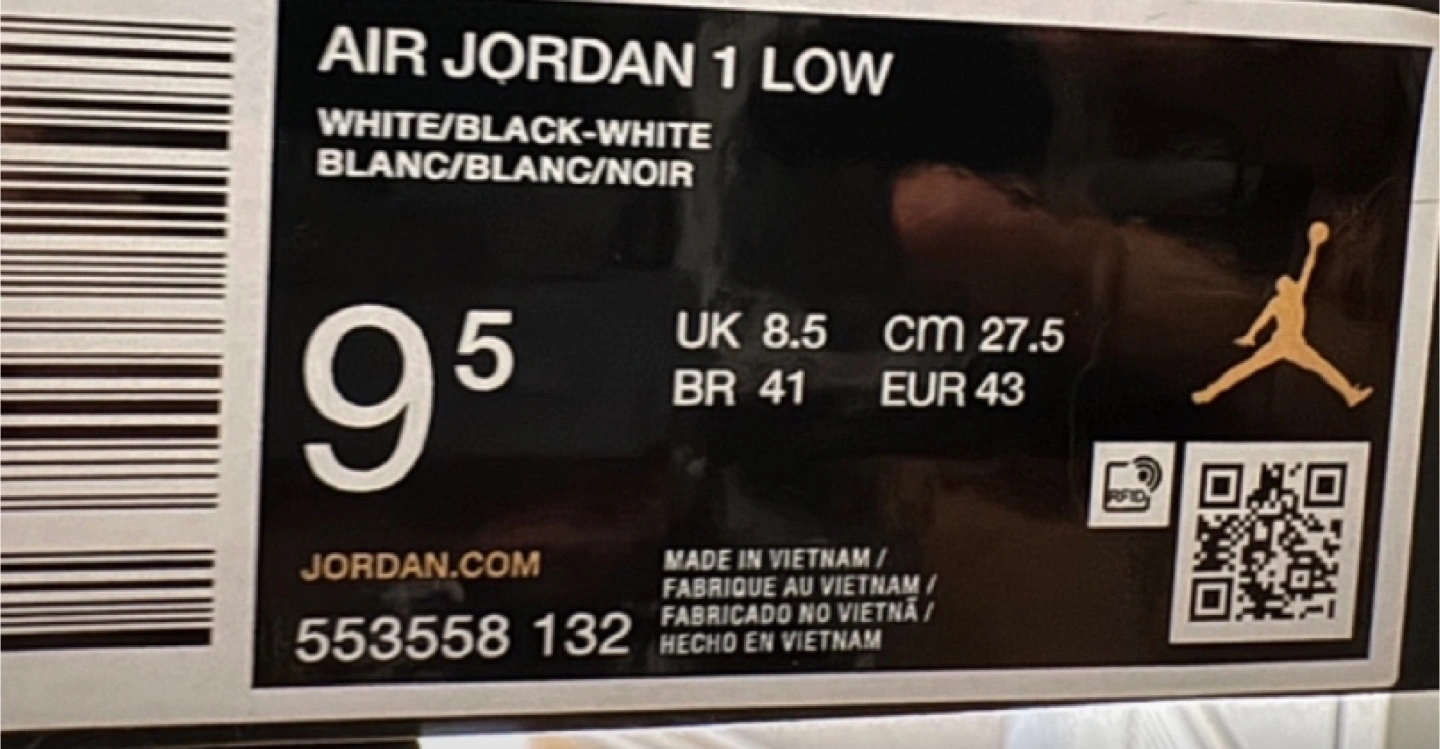 AIR JORDAN 1 LOW
WHITE/BLACK-WHITE
BLANC/BLANC/NOIR
9⁵
UK 8.5 cm 27.5
BR 41 EUR 43
RFID
JORDAN.COM
553558 132
MADE IN VIETNAM /
FABRIQUE AU VIETNAM /
FABRICADO NO VIETNÃ /
HECHO EN VIETNAM